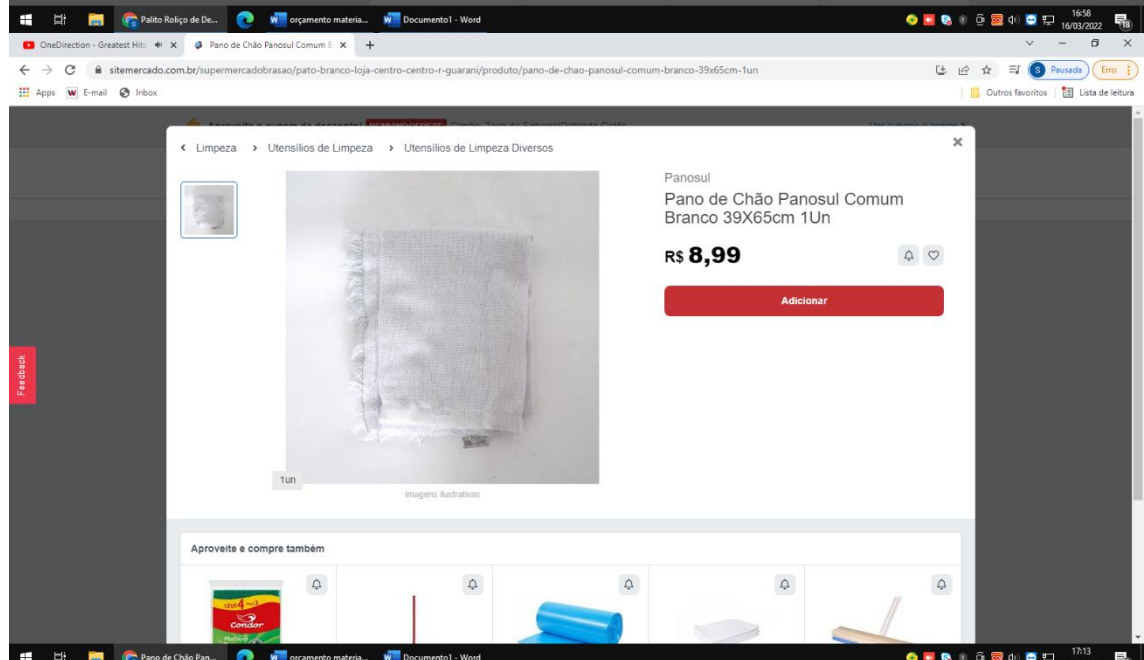 Palito Roliço de De...
orçamento materia...
Documento1 - Word
16:58
16/03/2022
18
OneDirection - Greatest Hits
Pano de Chão Panosul Comum B
sitemercado.com.br/supermercadobrasao/pato-branco-loja-centro-centro-r-guarani/produto/pano-de-chao-panosul-comum-branco-39x65cm-1un
S Pausada
Erro
Apps
E-mail
Inbox
Outros favoritos
Lista de leitura
Limpeza > Utensílios de Limpeza > Utensílios de Limpeza Diversos
Panosul
Pano de Chão Panosul Comum
Branco 39X65cm 1Un
R$ 8,99
Adicionar
Feedback
1un
Imagens ilustrativas
Aproveite e compre também
LEVE 4
Condor
Pano de Chão Pan...
orçamento materia...
Documento1 - Word
17:13